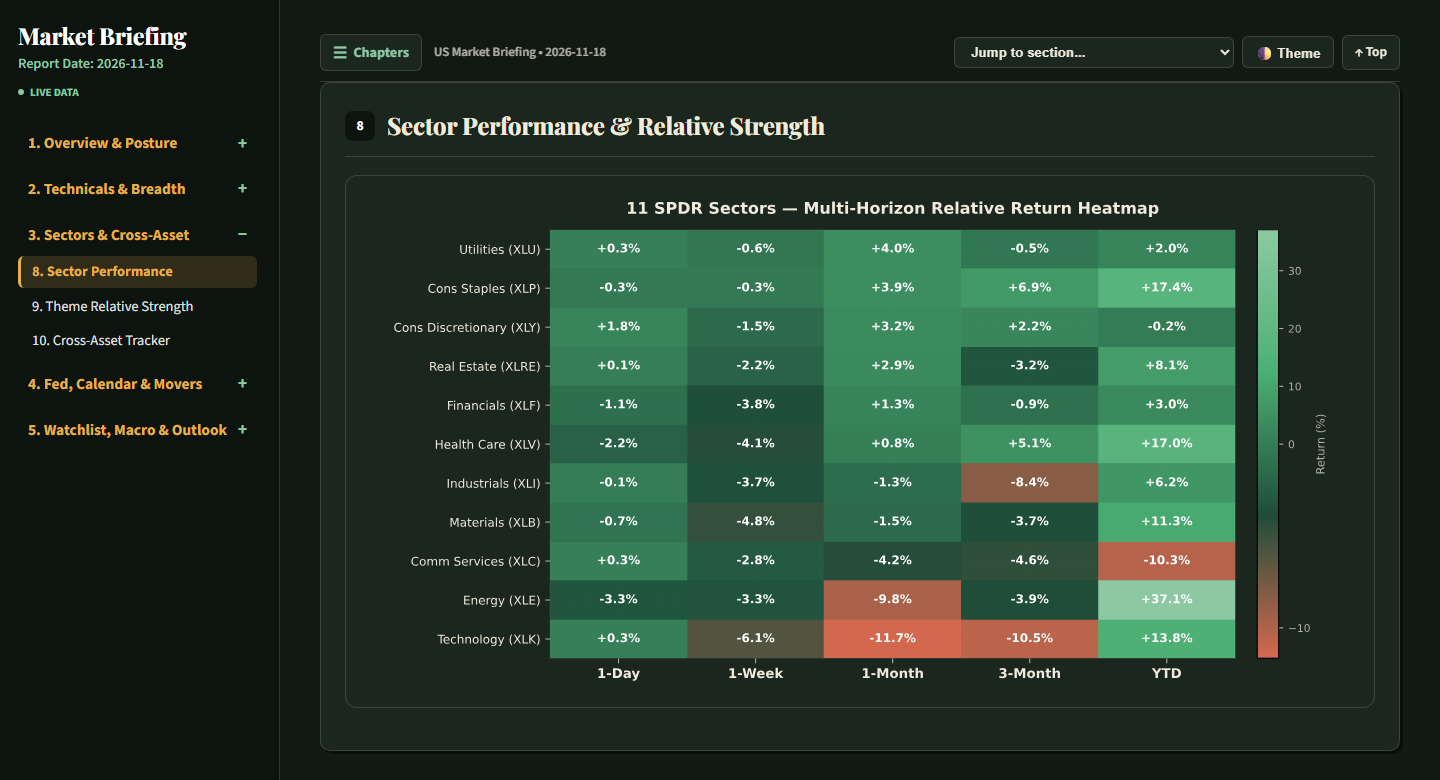 Market Briefing
Report Date: 2026-11-18
LIVE DATA
1. Overview & Posture +
2. Technicals & Breadth +
3. Sectors & Cross-Asset −
8. Sector Performance
9. Theme Relative Strength
10. Cross-Asset Tracker
4. Fed, Calendar & Movers +
5. Watchlist, Macro & Outlook +
☰ Chapters US Market Briefing • 2026-11-18 Jump to section... Theme ↑ Top
8 Sector Performance & Relative Strength
11 SPDR Sectors — Multi-Horizon Relative Return Heatmap
Utilities (XLU) +0.3% -0.6% +4.0% -0.5% +2.0%
Cons Staples (XLP) -0.3% -0.3% +3.9% +6.9% +17.4%
Cons Discretionary (XLY) +1.8% -1.5% +3.2% +2.2% -0.2%
Real Estate (XLRE) +0.1% -2.2% +2.9% -3.2% +8.1%
Financials (XLF) -1.1% -3.8% +1.3% -0.9% +3.0%
Health Care (XLV) -2.2% -4.1% +0.8% +5.1% +17.0%
Industrials (XLI) -0.1% -3.7% -1.3% -8.4% +6.2%
Materials (XLB) -0.7% -4.8% -1.5% -3.7% +11.3%
Comm Services (XLC) +0.3% -2.8% -4.2% -4.6% -10.3%
Energy (XLE) -3.3% -3.3% -9.8% -3.9% +37.1%
Technology (XLK) +0.3% -6.1% -11.7% -10.5% +13.8%
1-Day 1-Week 1-Month 3-Month YTD
30
20
10
0
−10
Return (%)